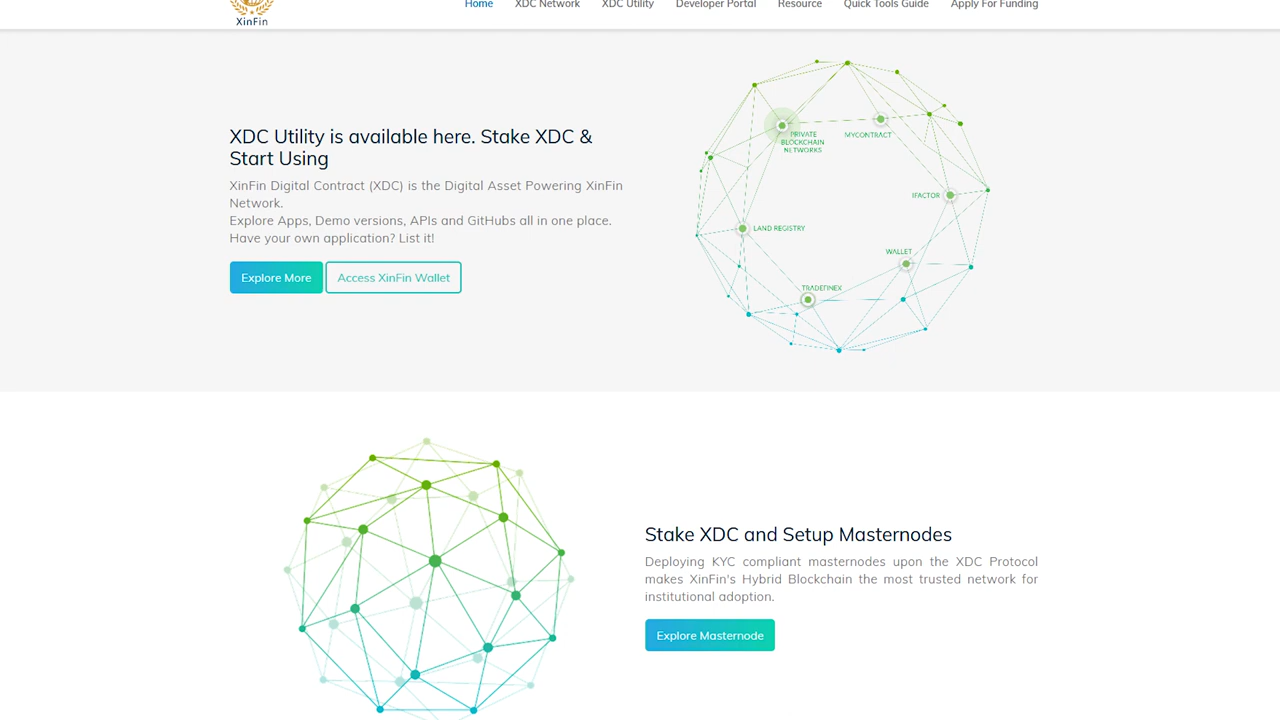 XinFin
Home XDC Network XDC Utility Developer Portal Resource Quick Tools Guide Apply For Funding
XDC Utility is available here. Stake XDC &
Start Using
XinFin Digital Contract (XDC) is the Digital Asset Powering XinFin
Network.
Explore Apps, Demo versions, APIs and GitHubs all in one place.
Have your own application? List it!
Explore More
Access XinFin Wallet
PRIVATE
BLOCKCHAIN
NETWORKS
MYCONTRACT
IFACTOR
LAND REGISTRY
WALLET
TRADEFINEX
Stake XDC and Setup Masternodes
Deploying KYC compliant masternodes upon the XDC Protocol
makes XinFin's Hybrid Blockchain the most trusted network for
institutional adoption.
Explore Masternode